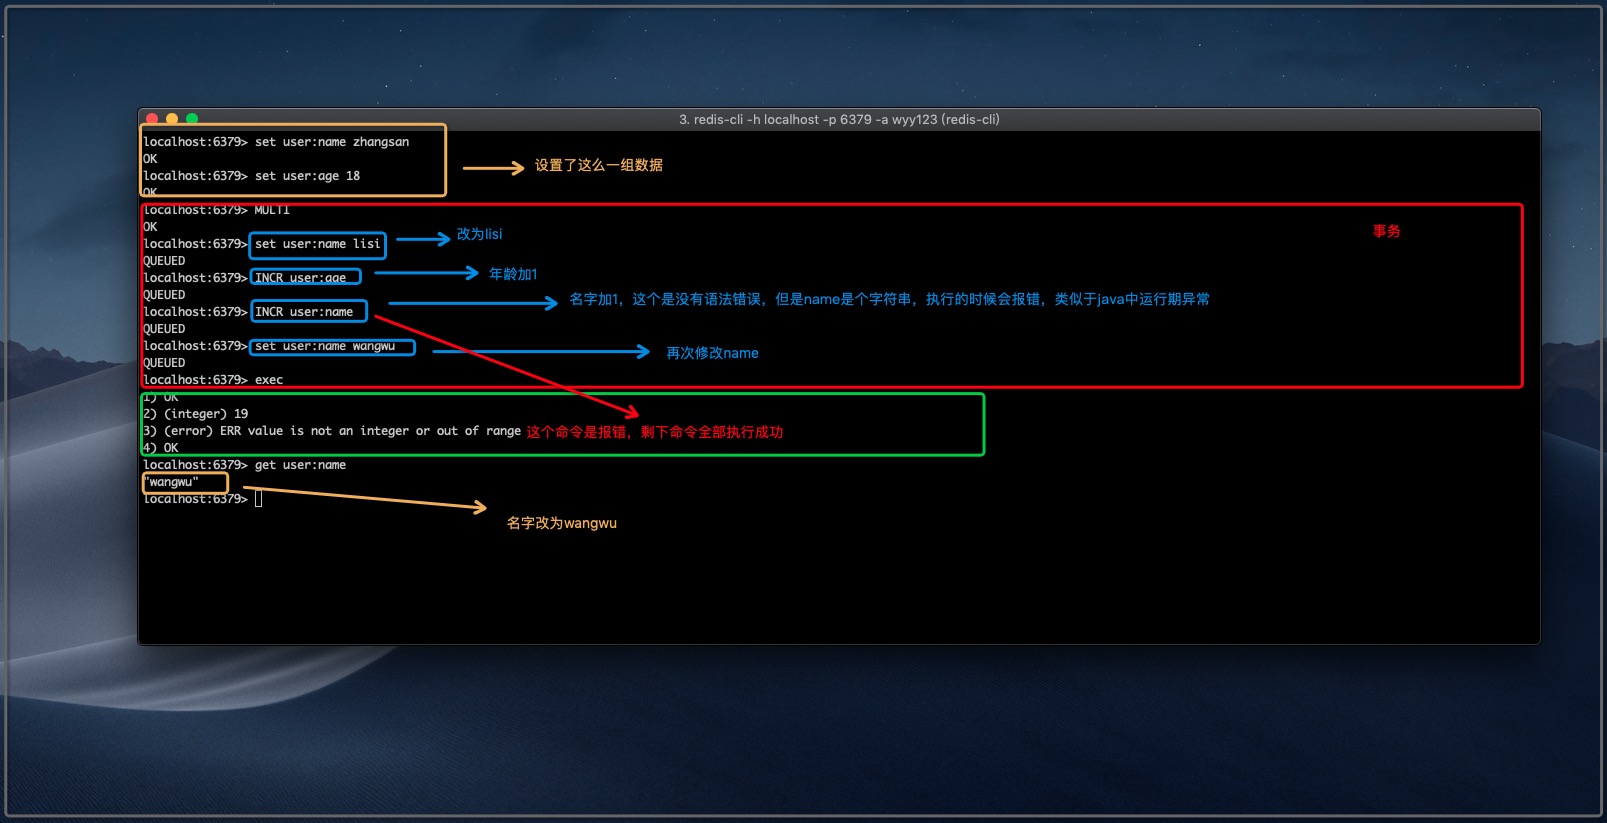 3. redis-cli -h localhost -p 6379 -a wyy123 (redis-cli)
localhost:6379> set user:name zhangsan
OK
设置了这么一组数据
localhost:6379> set user:age 18
OK
localhost:6379> MULTI
OK
事务
localhost:6379> set user:name lisi
改为lisi
QUEUED
localhost:6379> INCR user:age
年龄加1
QUEUED
localhost:6379> INCR user:name
名字加1，这个是没有语法错误，但是name是个字符串，执行的时候会报错，类似于java中运行期异常
QUEUED
localhost:6379> set user:name wangwu
再次修改name
QUEUED
localhost:6379> exec
1) OK
2) (integer) 19
3) (error) ERR value is not an integer or out of range
这个命令是报错，剩下命令全部执行成功
4) OK
localhost:6379> get user:name
"wangwu"
localhost:6379>
名字改为wangwu